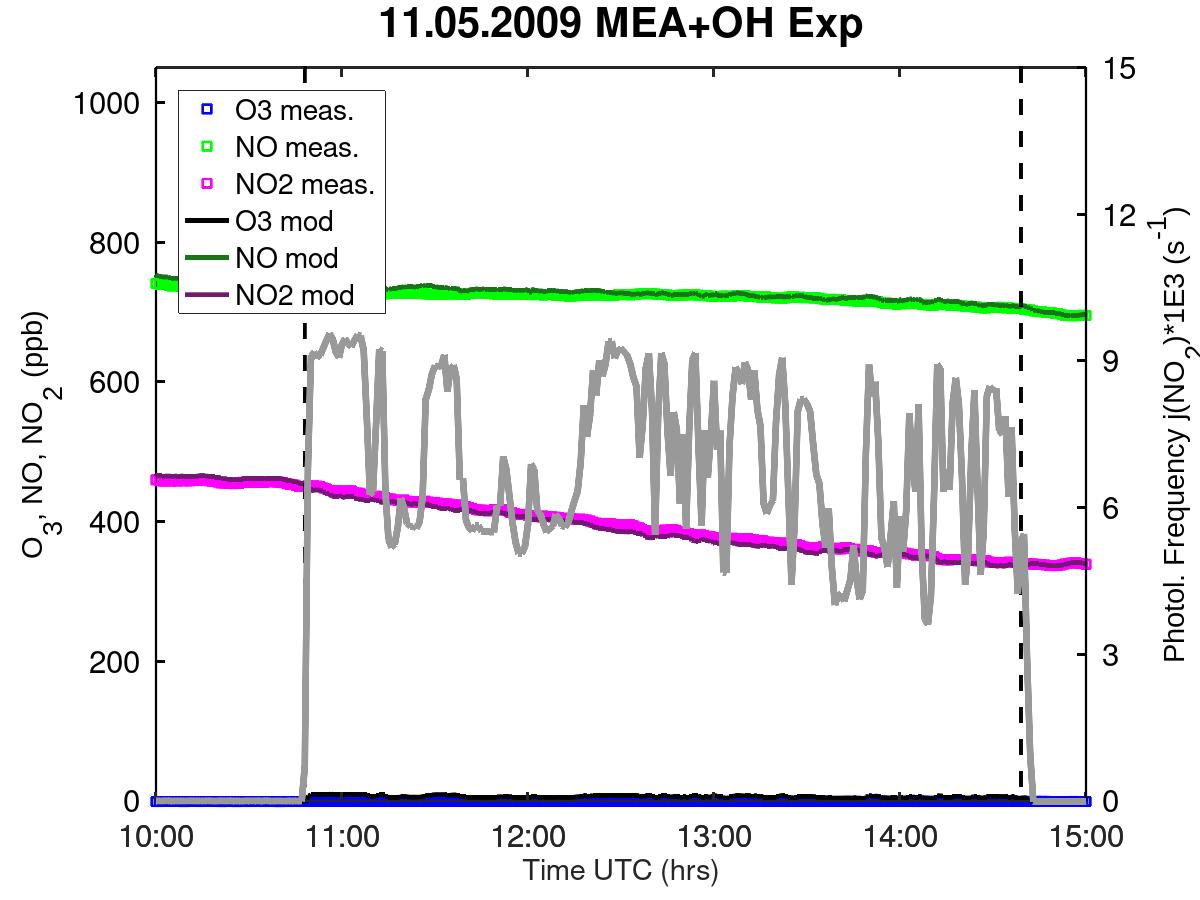 11.05.2009 MEA+OH Exp
O3 meas.
NO meas.
NO2 meas.
O3 mod
NO mod
NO2 mod
O3, NO, NO2 (ppb)
1000
800
600
400
200
0
15
12
9
6
3
0
Photol. Frequency j(NO2)*1E3 (s-1)
10:00 11:00 12:00 13:00 14:00 15:00
Time UTC (hrs)